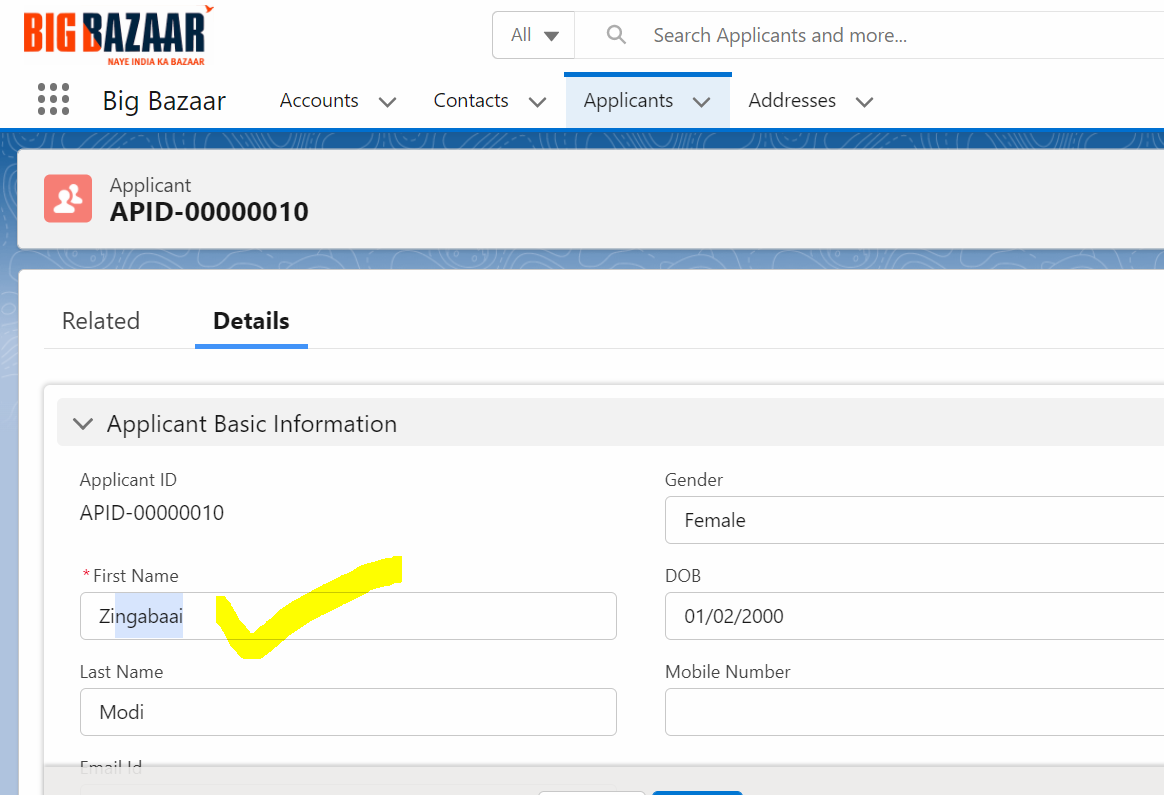 BIG BAZAAR
NAYE INDIA KA BAZAAR
All
Search Applicants and more...
Big Bazaar
Accounts
Contacts
Applicants
Addresses
Applicant
APID-00000010
Related
Details
Applicant Basic Information
Applicant ID
APID-00000010
Gender
Female
*First Name
Zingabaai
DOB
01/02/2000
Last Name
Modi
Mobile Number
Email Id